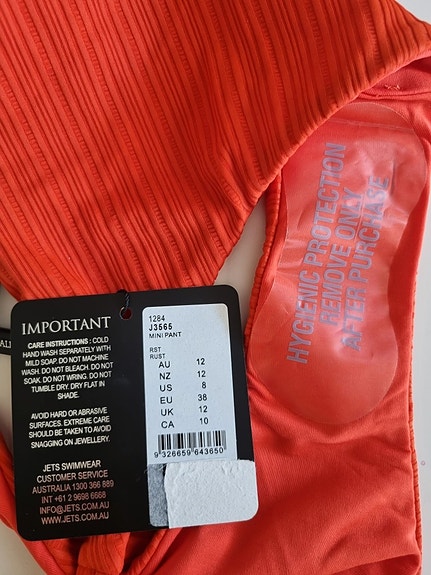 HYGIENIC PROTECTION
REMOVE ONLY
AFTER PURCHASE
IMPORTANT
CARE INSTRUCTIONS : COLD
HAND WASH SEPARATELY WITH
MILD SOAP. DO NOT MACHINE
WASH. DO NOT BLEACH. DO NOT
SOAK. DO NOT WRING. DO NOT
TUMBLE DRY. DRY FLAT IN
SHADE.
AVOID HARD OR ABRASIVE
SURFACES. EXTREME CARE
SHOULD BE TAKEN TO AVOID
SNAGGING ON JEWELLERY.
JETS SWIMWEAR
CUSTOMER SERVICE
AUSTRALIA 1300 366 889
INT +61 2 9698 6668
INFO@JETS.COM.AU
WWW.JETS.COM.AU
1284
J3565
MINI PANT
RST
RUST
AU 12
NZ 12
US 8
EU 38
UK 12
CA 10
9 326659 643650